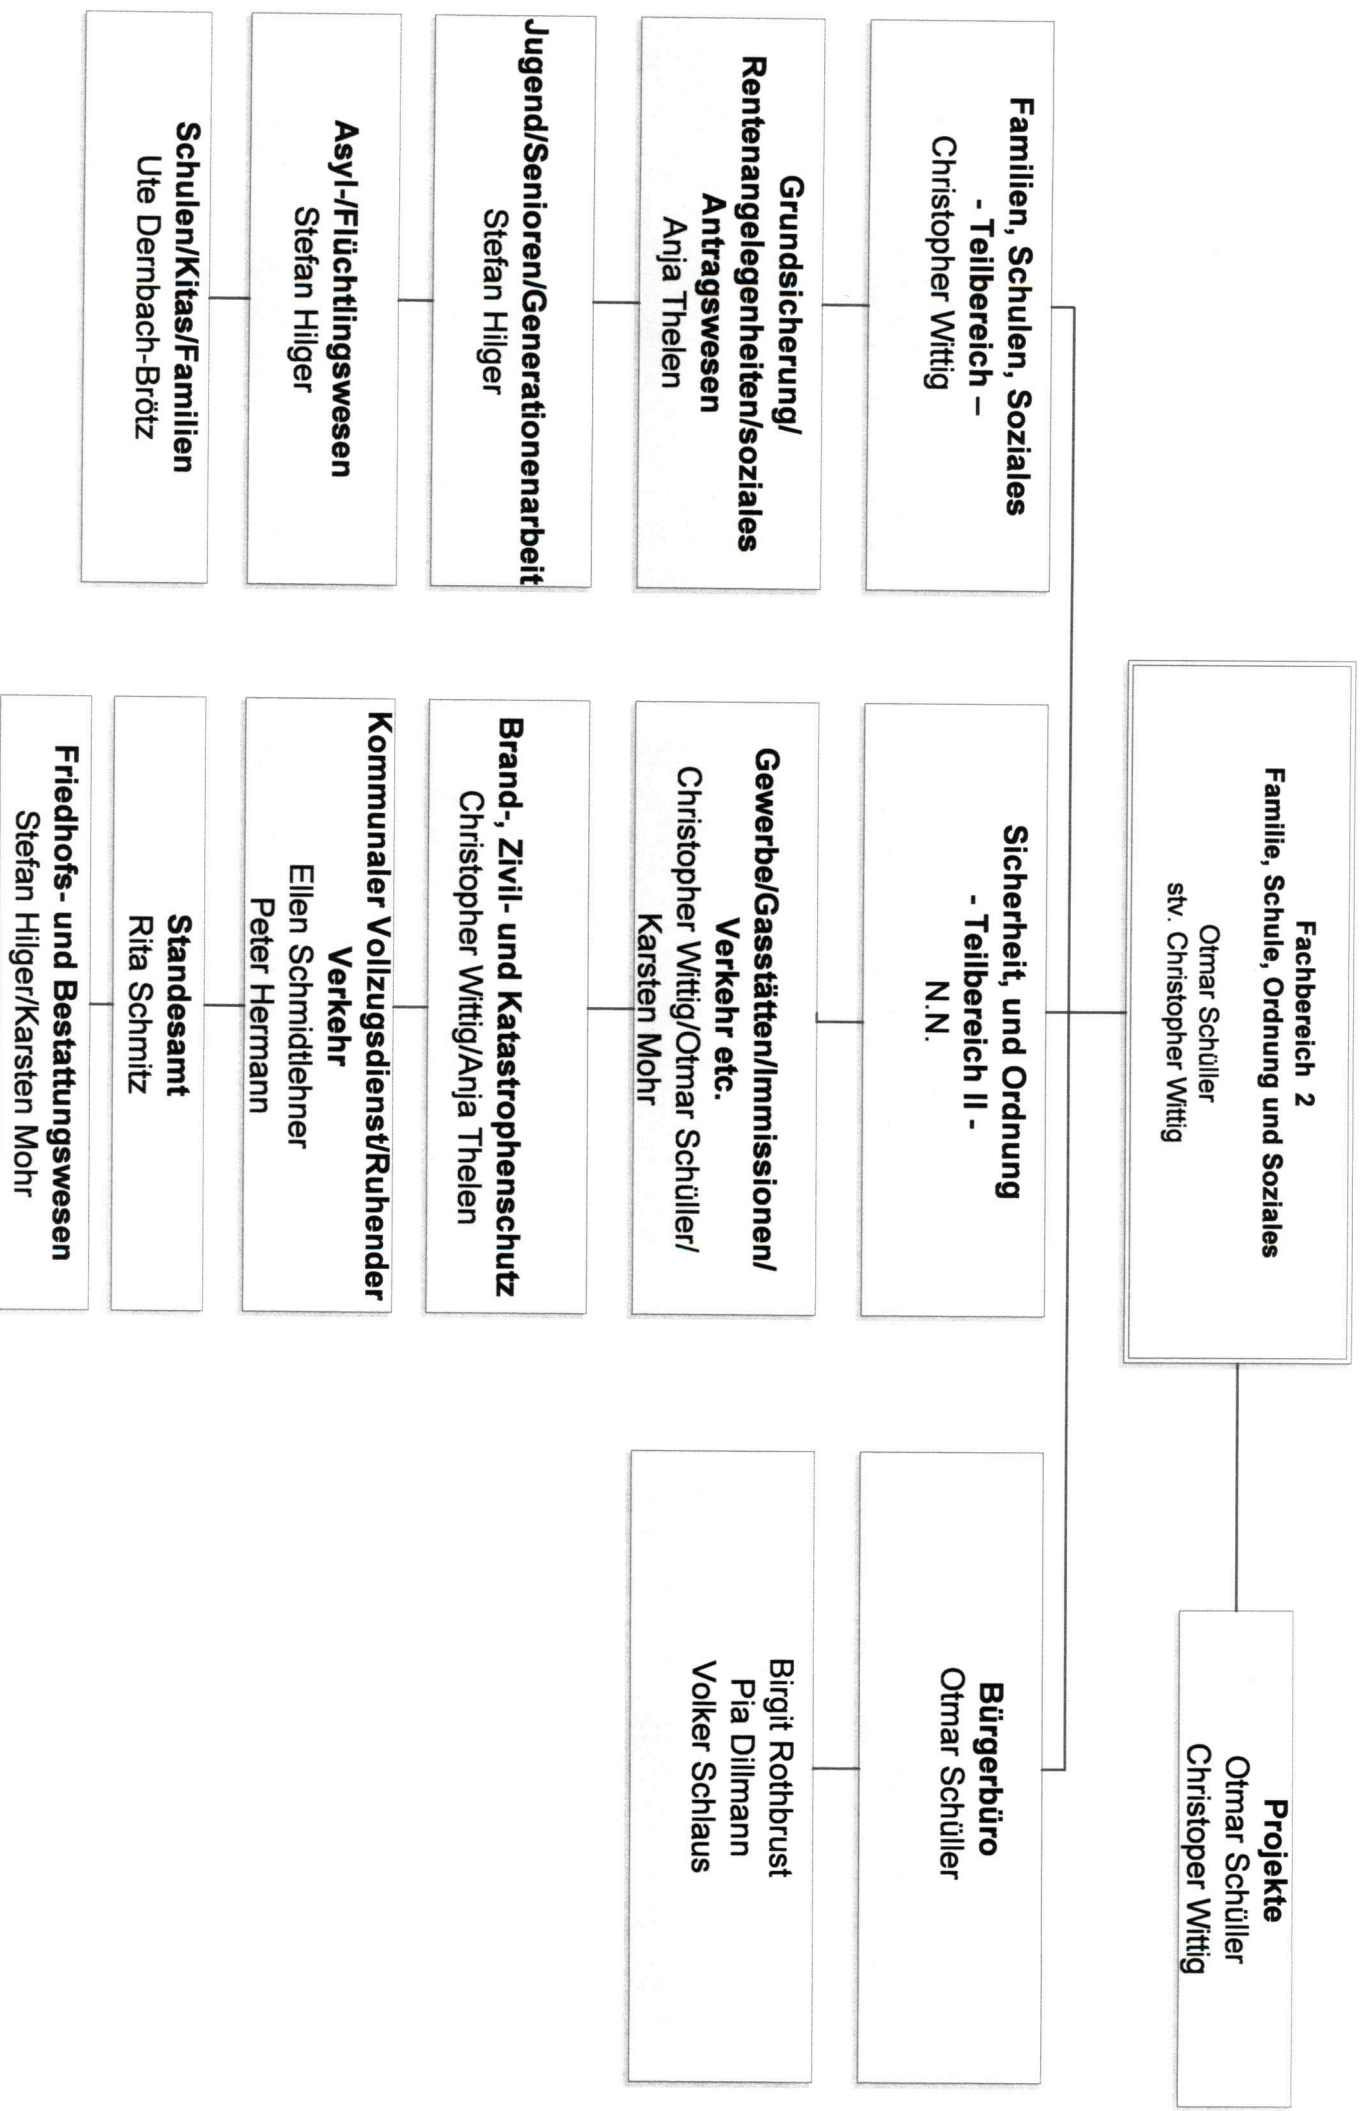 Fachbereich 2
Familie, Schule, Ordnung und Soziales
Otmar Schüller
stv. Christopher Wittig
Projekte
Otmar Schüller
Christoper Wittig
Familien, Schulen, Soziales
- Teilbereich –
Christopher Wittig
Grundsicherung/
Rentenangelegenheiten/soziales
Antragswesen
Anja Thelen
Jugend/Senioren/Generationenarbeit
Stefan Hilger
Asyl-/Flüchtlingswesen
Stefan Hilger
Schulen/Kitas/Familien
Ute Dernbach-Brötz
Sicherheit, und Ordnung
- Teilbereich II -
N.N.
Gewerbe/Gasstätten/Immissionen/
Verkehr etc.
Christopher Wittig/Otmar Schüller/
Karsten Mohr
Brand-, Zivil- und Katastrophenschutz
Christopher Wittig/Anja Thelen
Kommunaler Vollzugsdienst/Ruhender
Verkehr
Ellen Schmidtlehner
Peter Hermann
Standesamt
Rita Schmitz
Friedhofs- und Bestattungswesen
Stefan Hilger/Karsten Mohr
Bürgerbüro
Otmar Schüller
Birgit Rothbrust
Pia Dillmann
Volker Schlaus